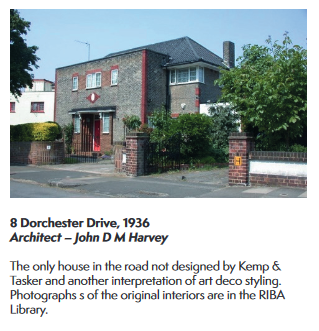 8 Dorchester Drive, 1936
Architect – John D M Harvey
The only house in the road not designed by Kemp &
Tasker and another interpretation of art deco styling.
Photographs s of the original interiors are in the RIBA
Library.